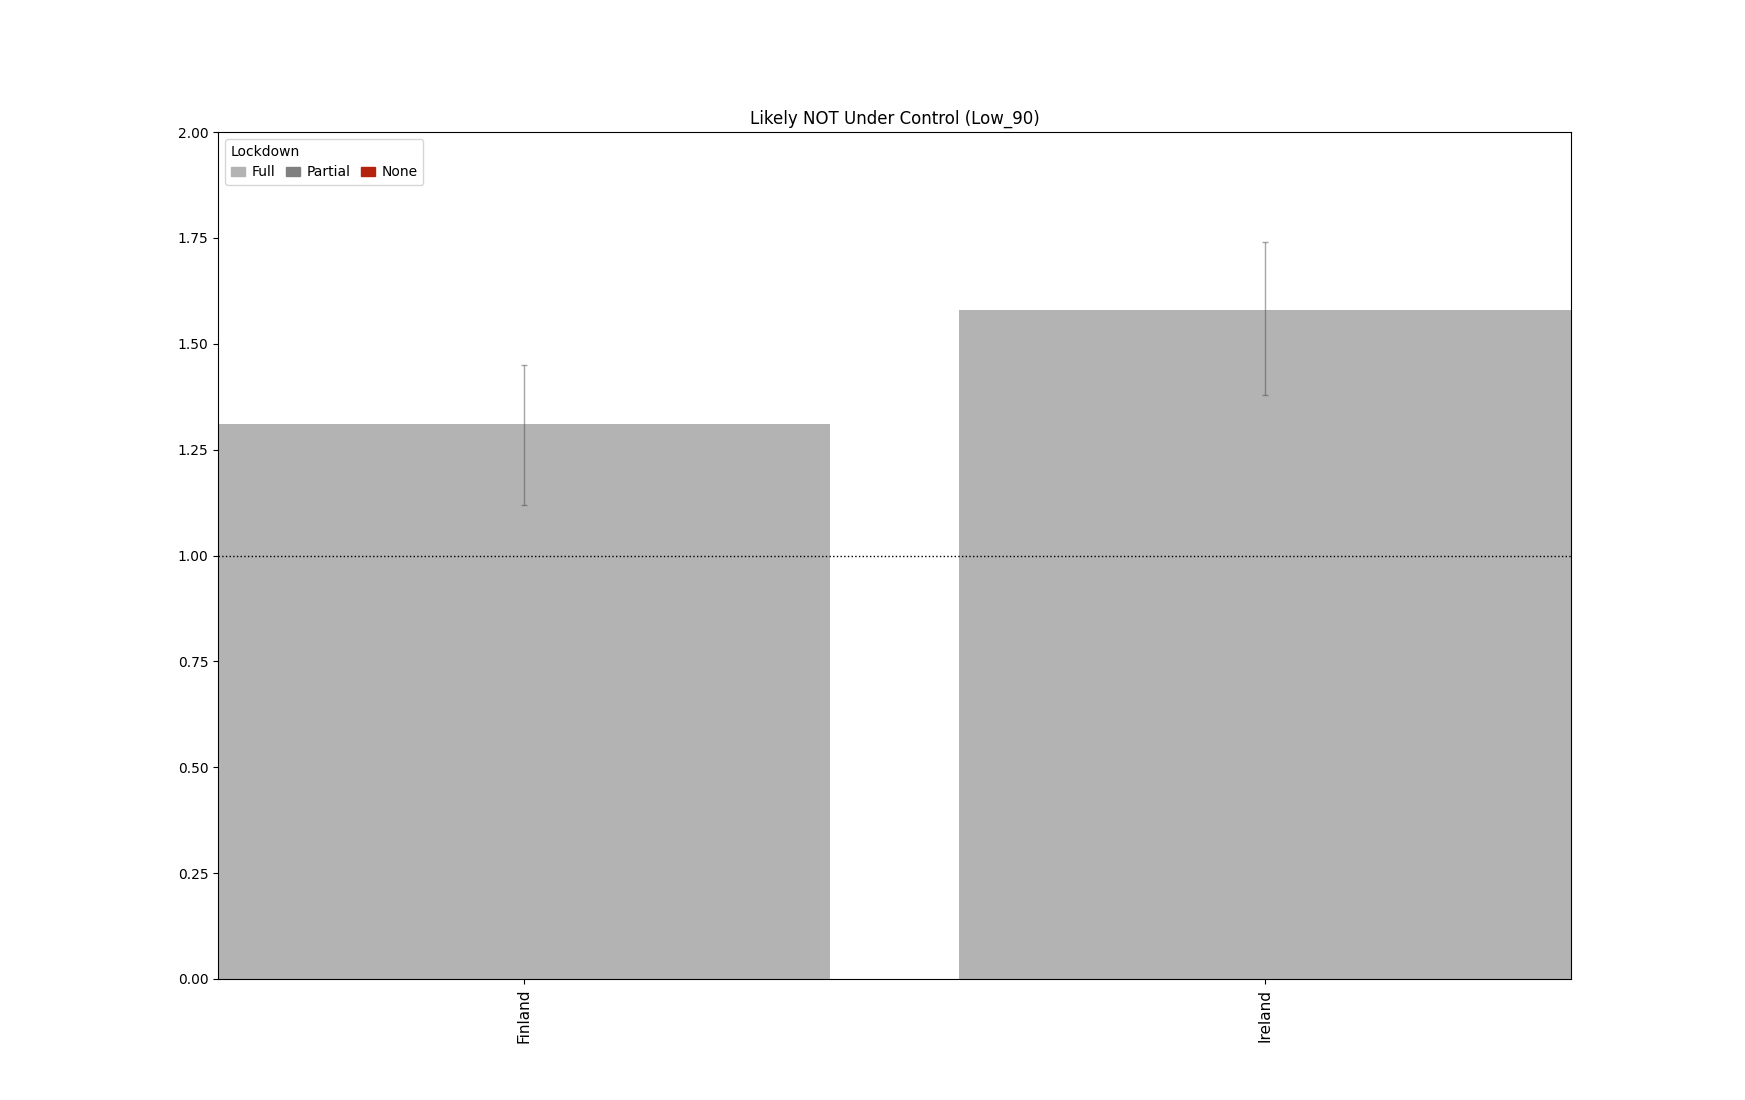 Likely NOT Under Control (Low_90)
2.00
Lockdown
Full Partial None
1.75
1.50
1.25
1.00
0.75
0.50
0.25
0.00
Finland
Ireland